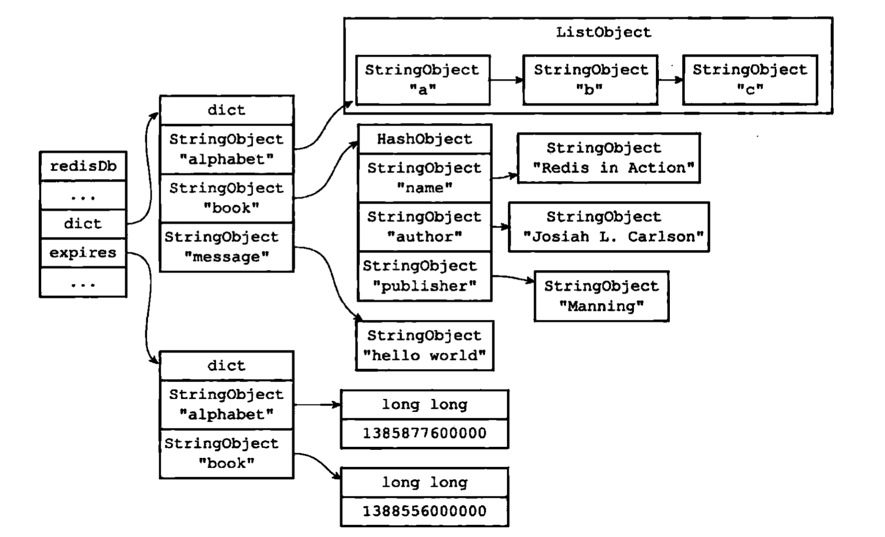 ListObject
StringObject
"a"
StringObject
"b"
StringObject
"c"
dict
StringObject
"alphabet"
StringObject
"book"
StringObject
"message"
HashObject
StringObject
"name"
StringObject
"author"
StringObject
"publisher"
StringObject
"Redis in Action"
StringObject
"Josiah L. Carlson"
StringObject
"Manning"
redisDb
...
dict
expires
...
StringObject
"hello world"
dict
StringObject
"alphabet"
StringObject
"book"
long long
1385877600000
long long
1388556000000